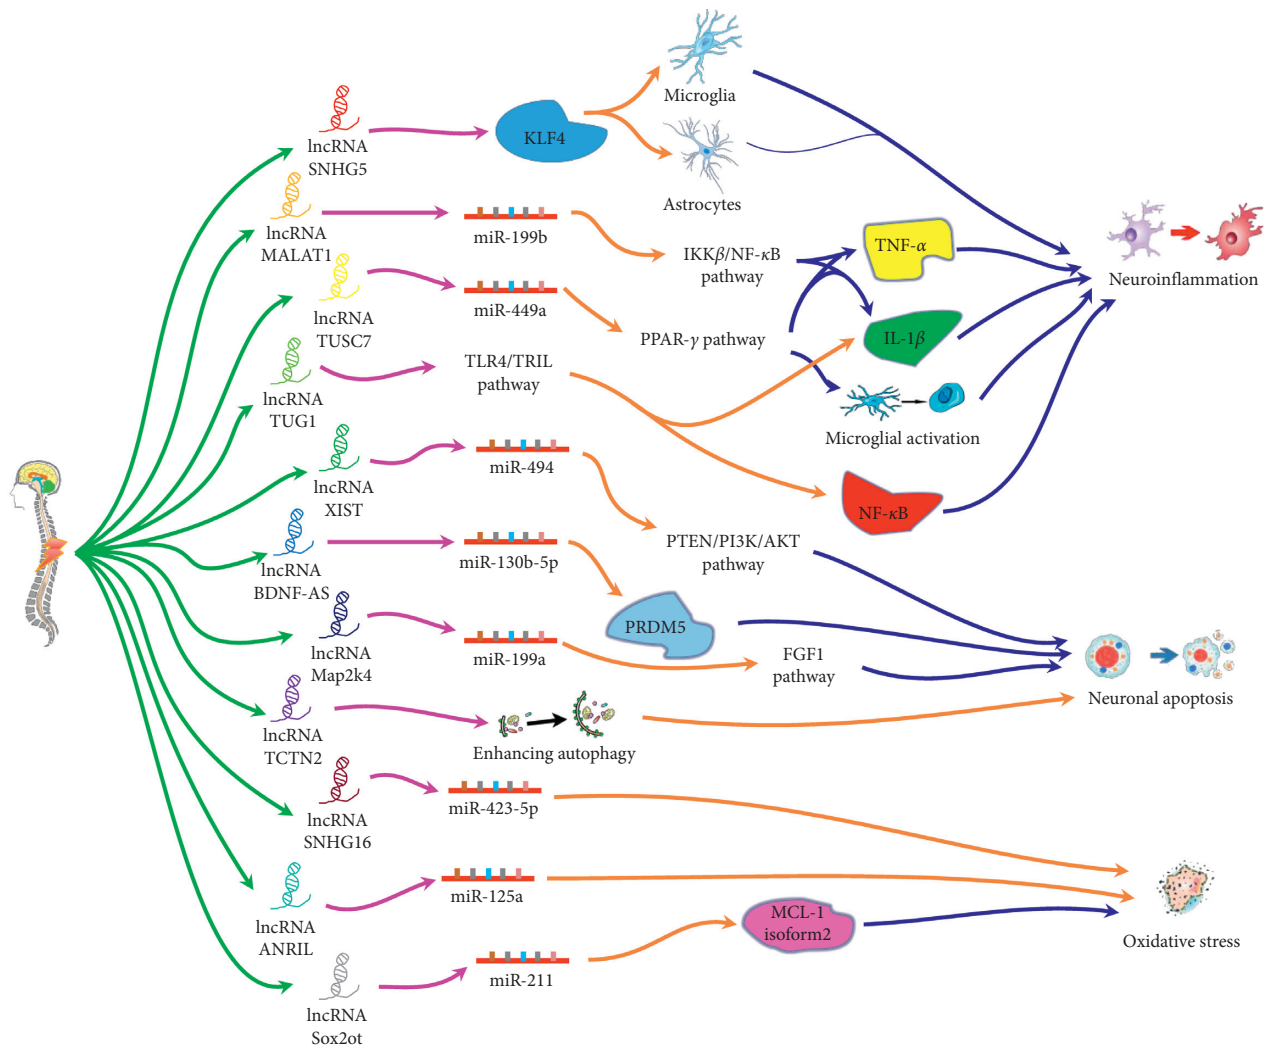 Microglia
KLF4
lncRNA
SNHG5
Astrocytes
lncRNA
MALAT1
miR-199b
IKKβ/NF-κB
pathway
TNF-α
Neuroinflammation
lncRNA
TUSC7
miR-449a
PPAR-γ pathway
IL-1β
lncRNA
TUG1
TLR4/TRIL
pathway
Microglial activation
lncRNA
XIST
miR-494
NF-κB
PTEN/PI3K/AKT
pathway
lncRNA
BDNF-AS
miR-130b-5p
PRDM5
lncRNA
Map2k4
miR-199a
FGF1
pathway
Neuronal apoptosis
lncRNA
TCTN2
Enhancing autophagy
lncRNA
SNHG16
miR-423-5p
lncRNA
ANRIL
miR-125a
MCL-1
isoform2
Oxidative stress
lncRNA
Sox2ot
miR-211